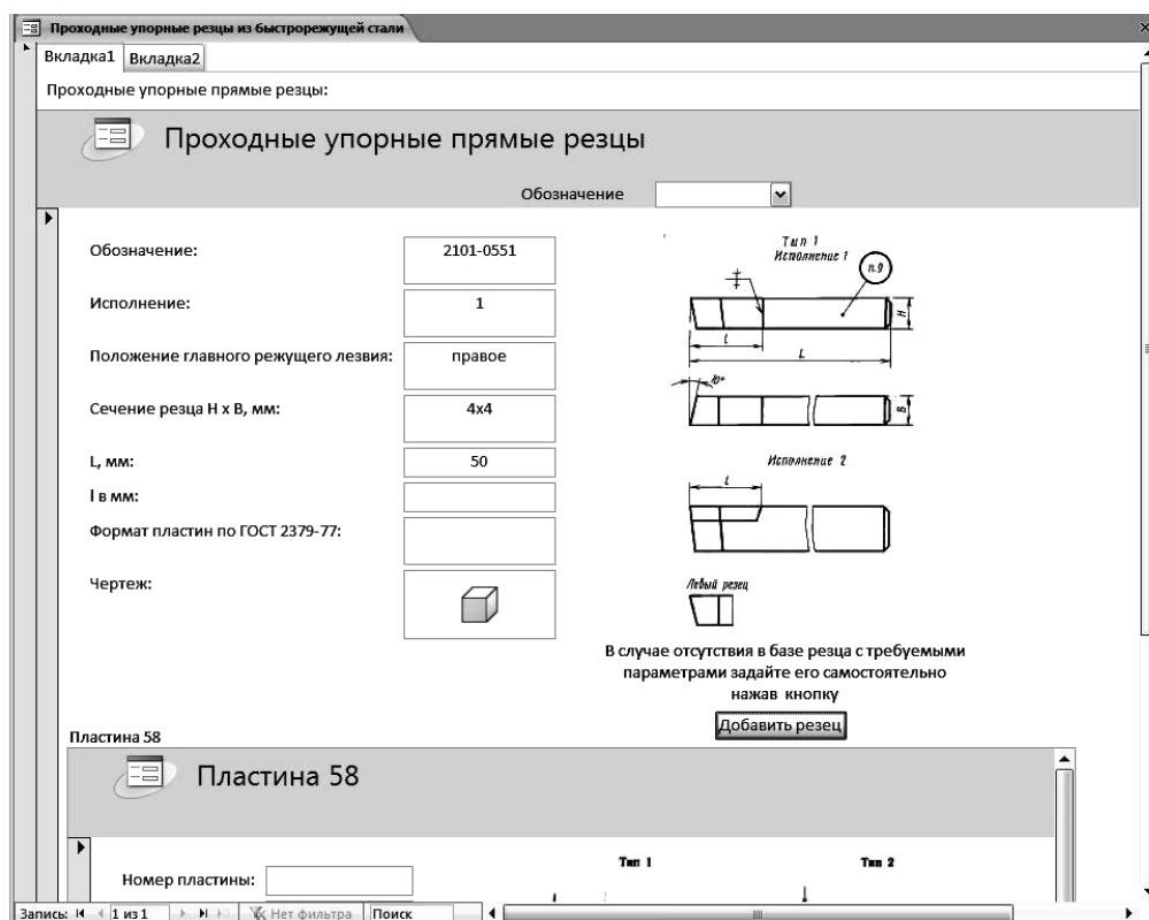 Проходные упорные резцы из быстрорежущей стали
Вкладка1 Вкладка2
Проходные упорные прямые резцы:
Проходные упорные прямые резцы
Обозначение
Обозначение: 2101-0551
Исполнение: 1
Положение главного режущего лезвия: правое
Сечение резца H x B, мм: 4x4
L, мм: 50
l в мм:
Формат пластин по ГОСТ 2379-77:
Чертеж:
Тип 1
Исполнение 1
п.9
H
l
L
10°
B
Исполнение 2
l
Левый резец
В случае отсутствия в базе резца с требуемыми
параметрами задайте его самостоятельно
нажав кнопку
Добавить резец
Пластина 58
Пластина 58
Номер пластины:
Тип 1 Тип 2
Запись: 1 из 1 Нет фильтра Поиск